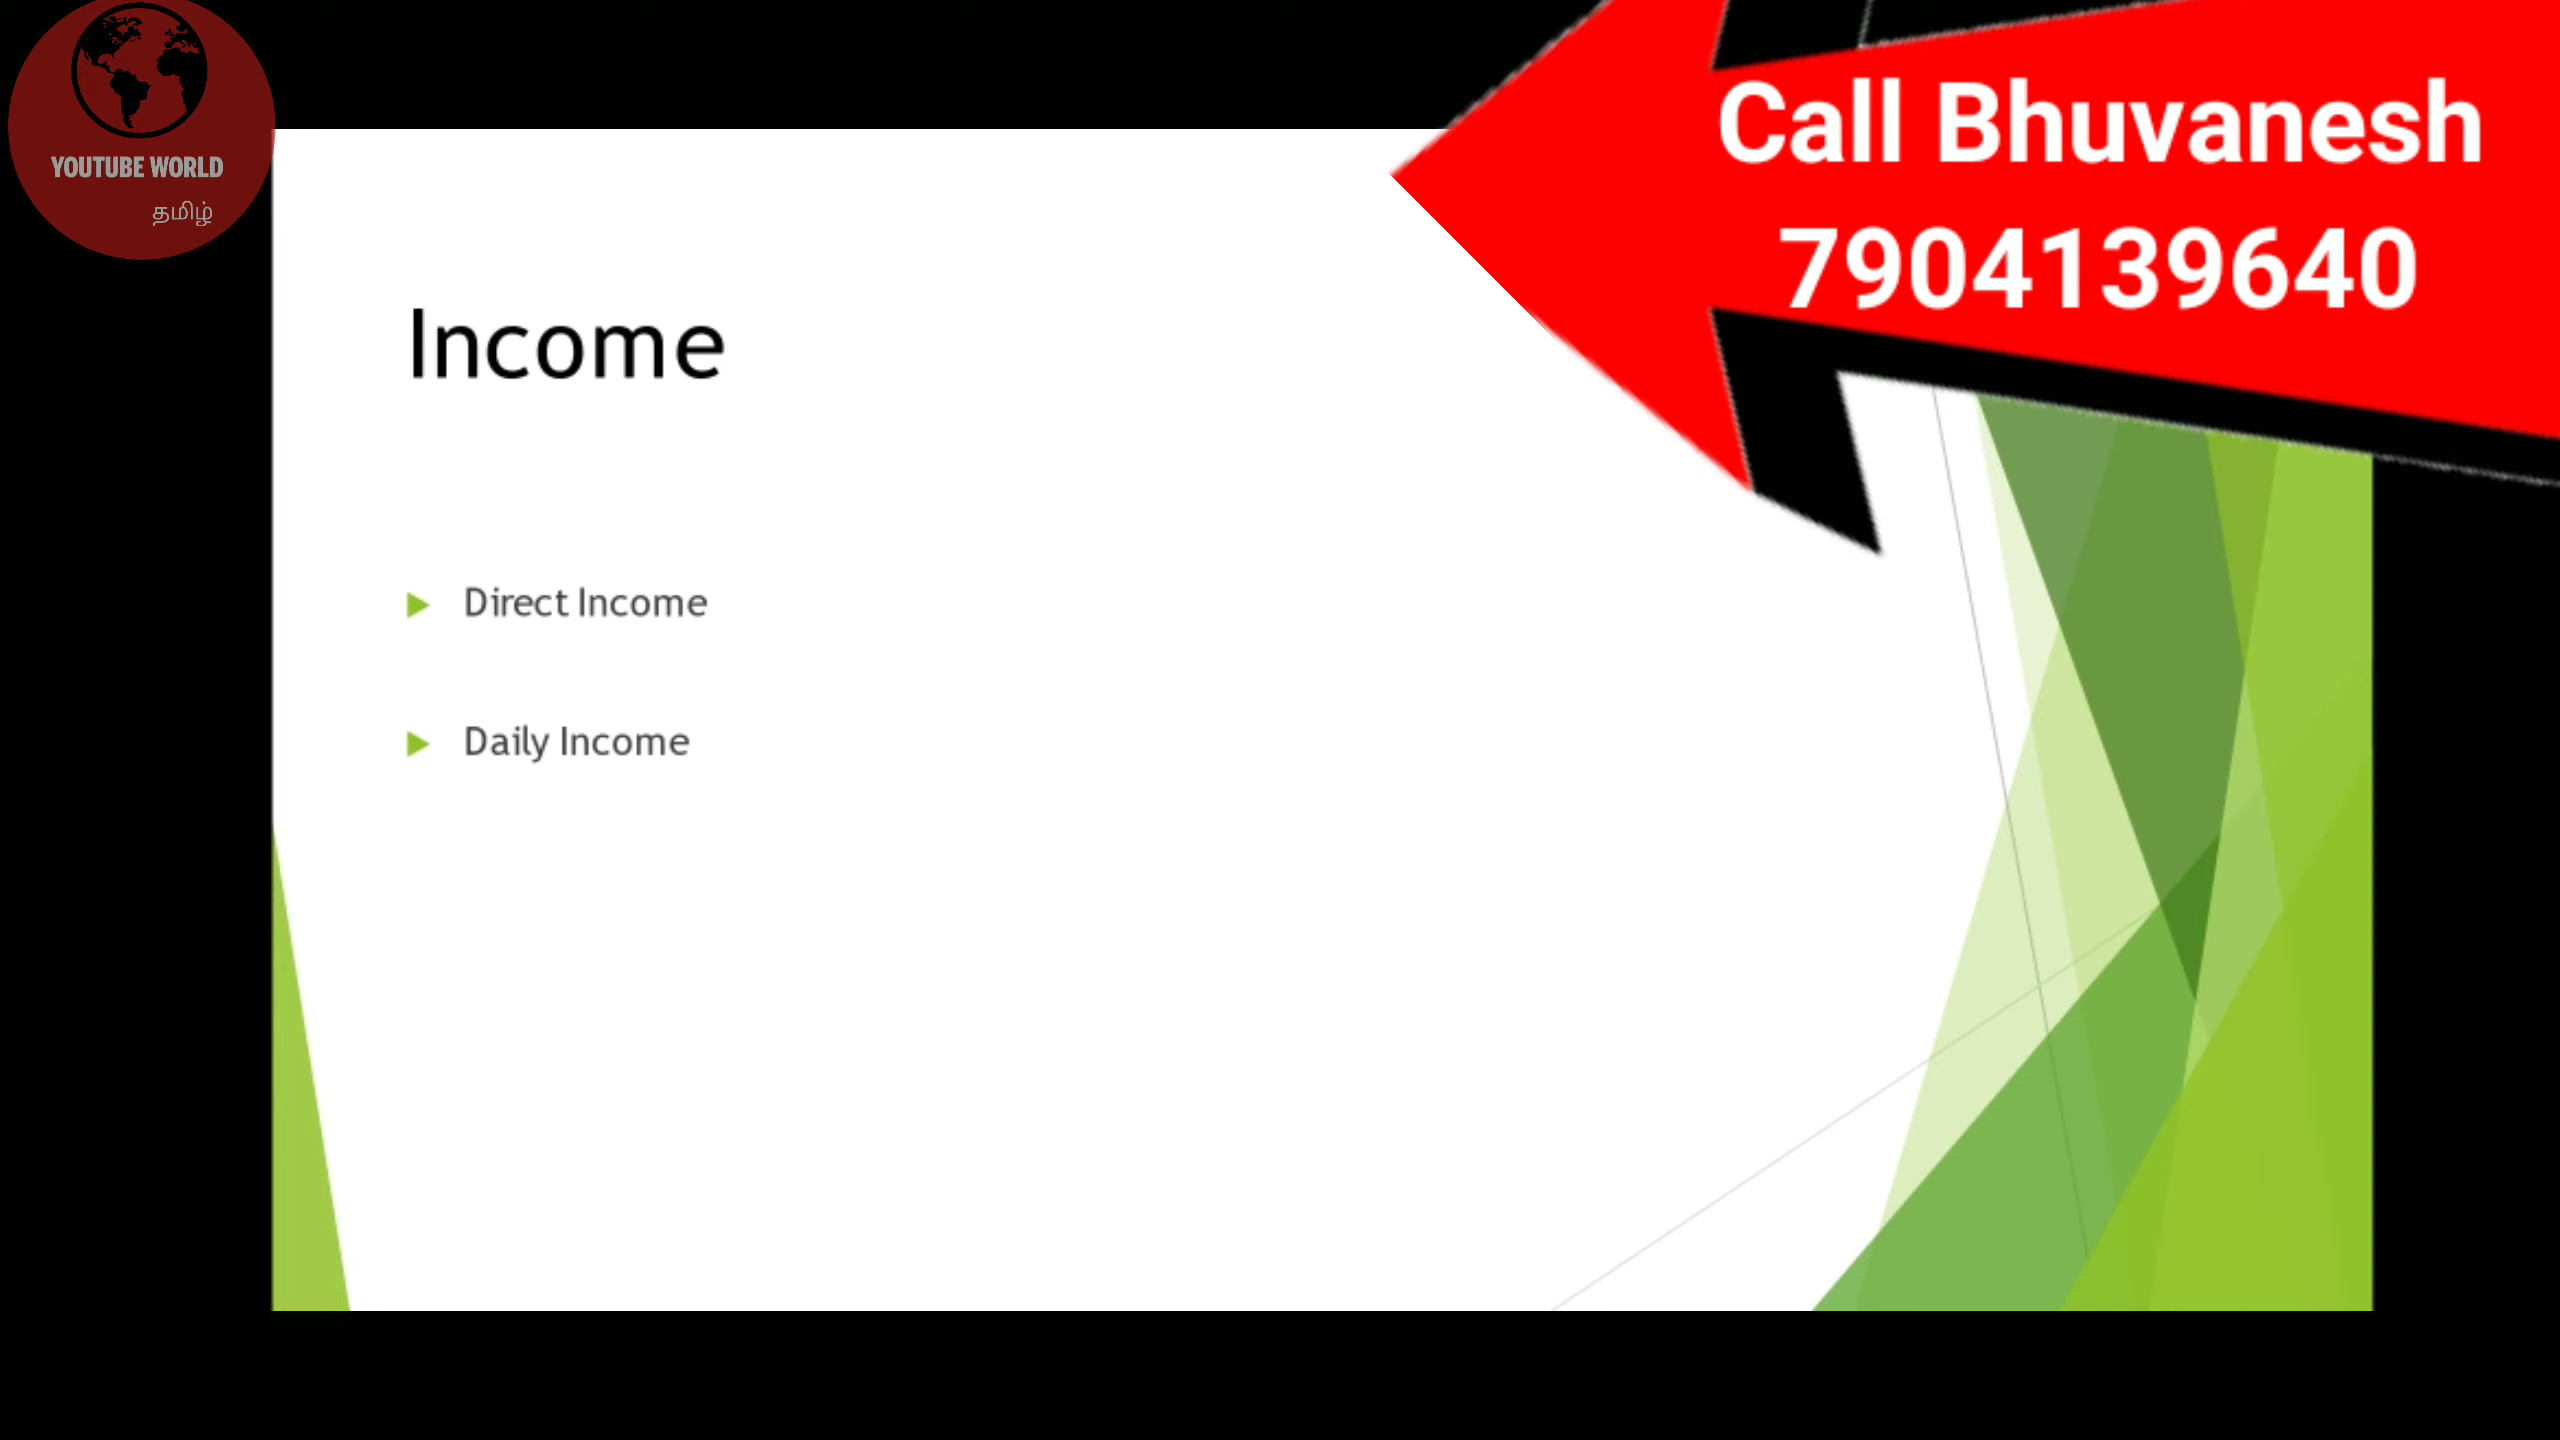 YOUTUBE WORLD
தமிழ்
Call Bhuvanesh
7904139640
Income
Direct Income
Daily Income